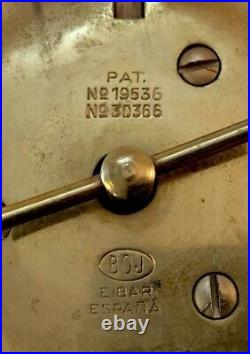 PAT.
Nº 19536
Nº 30366
BOJ
EIBAR
ESPAÑA